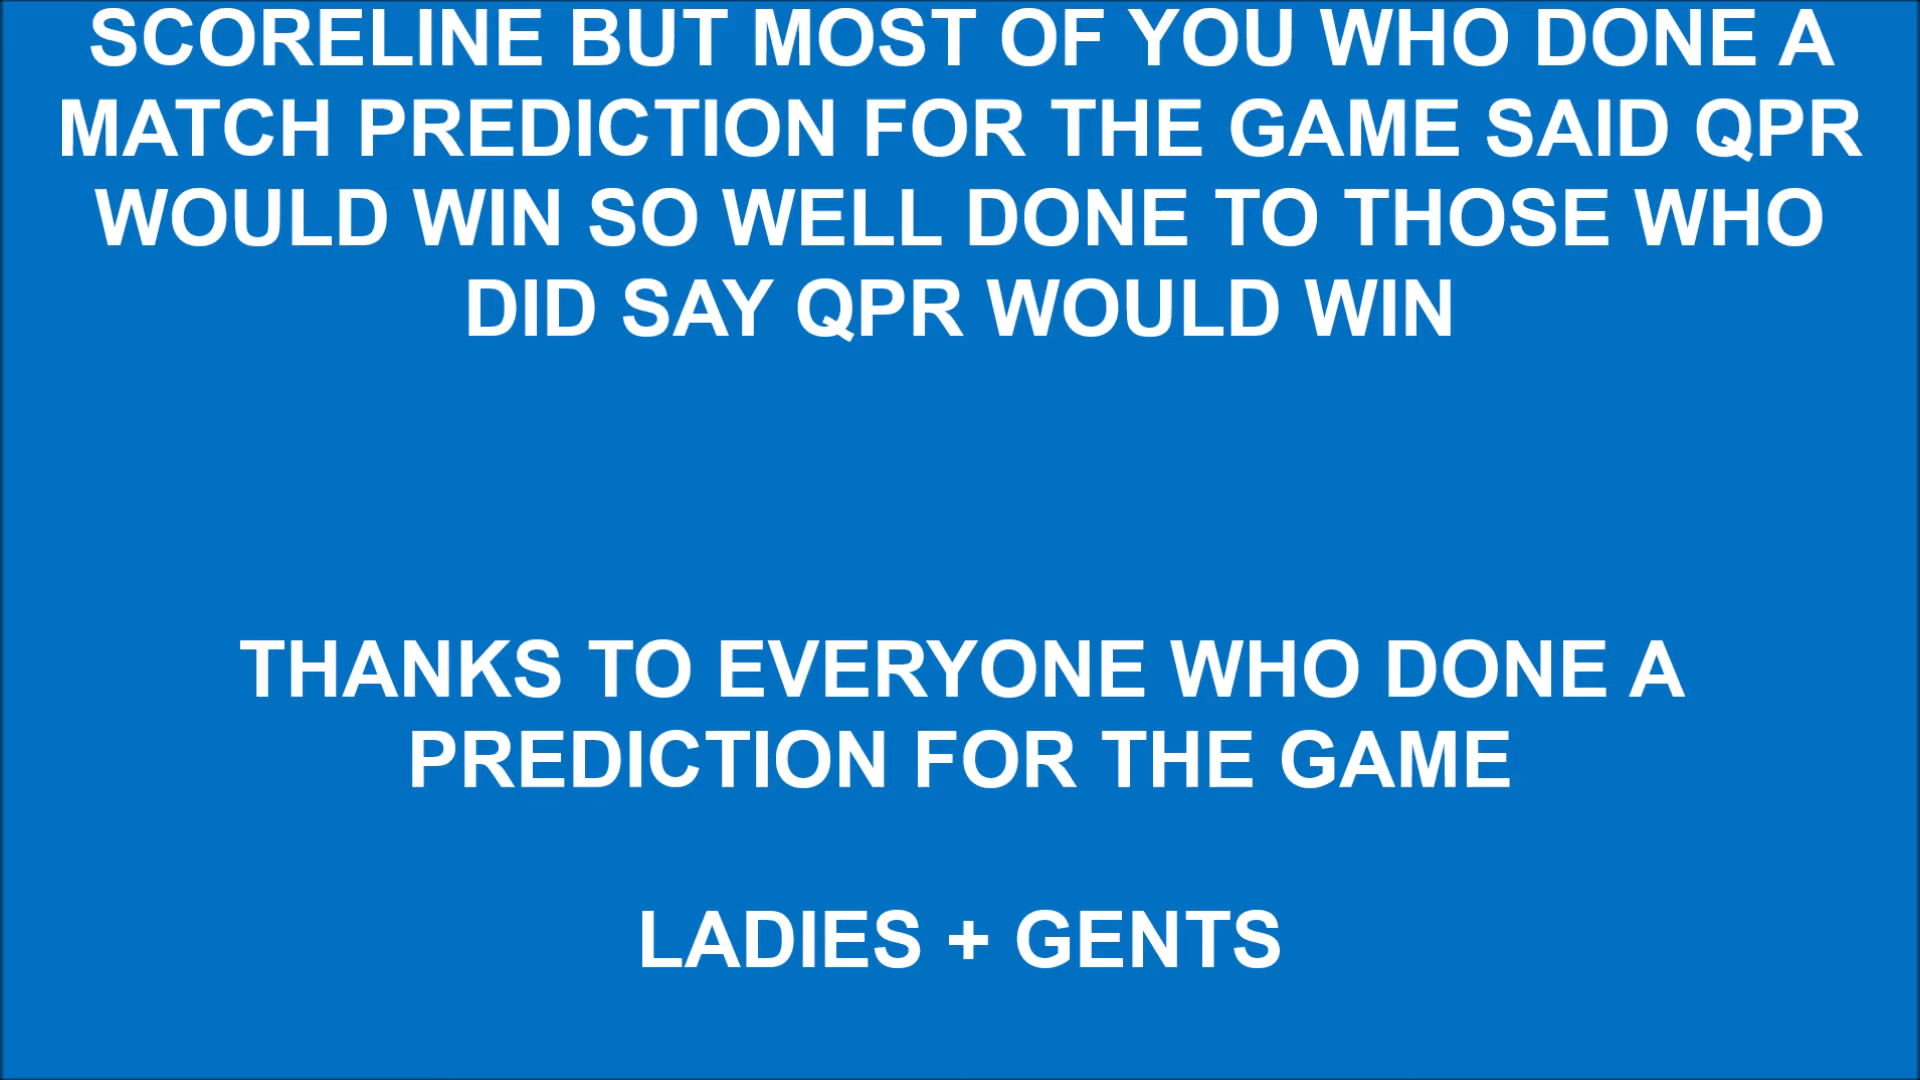 SCORELINE BUT MOST OF YOU WHO DONE A
MATCH PREDICTION FOR THE GAME SAID QPR
WOULD WIN SO WELL DONE TO THOSE WHO
DID SAY QPR WOULD WIN
THANKS TO EVERYONE WHO DONE A
PREDICTION FOR THE GAME
LADIES + GENTS